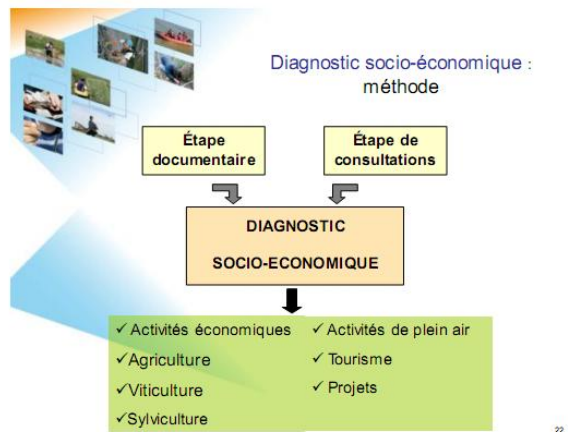 Diagnostic socio-économique :
méthode
Étape
documentaire
Étape de
consultations
DIAGNOSTIC
SOCIO-ECONOMIQUE
✓ Activités économiques
✓Agriculture
✓Viticulture
✓Sylviculture
✓ Activités de plein air
✓ Tourisme
✓ Projets
22